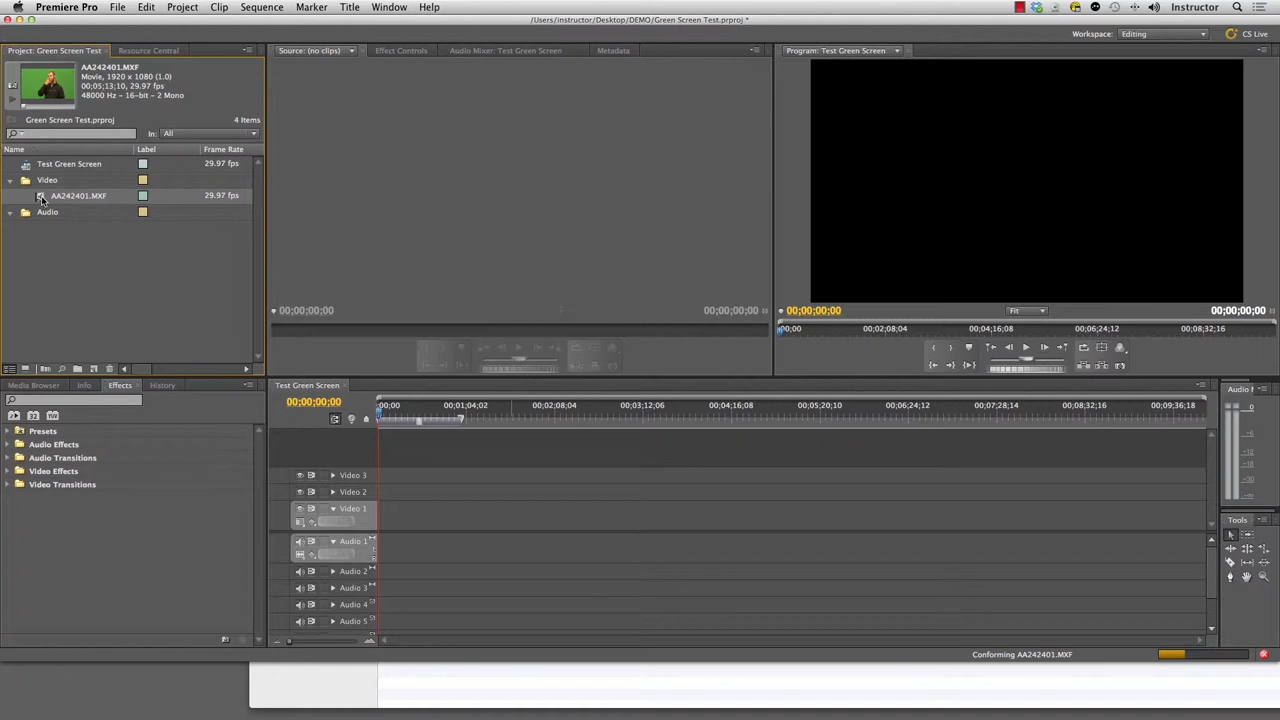 Premiere Pro File Edit Project Clip Sequence Marker Title Window Help Instructor
/Users/instructor/Desktop/DEMO/Green Screen Test.prproj *
Workspace: Editing CS Live
Project: Green Screen Test Resource Central
Source: (no clips) Effect Controls Audio Mixer: Test Green Screen Metadata
Program: Test Green Screen
AA242401.MXF
Movie, 1920 x 1080 (1.0)
00;05;13;10, 29.97 fps
48000 Hz - 16-bit - 2 Mono
Green Screen Test.prproj 4 Items
In: All
Name Label Frame Rate
Test Green Screen 29.97 fps
Video
AA242401.MXF 29.97 fps
Audio
00;00;00;00 00;00;00;00
00;00;00;00 Fit 00;00;00;00
00;00 00;02;08;04 00;04;16;08 00;06;24;12 00;08;32;16
Media Browser Info Effects History
Presets
Audio Effects
Audio Transitions
Video Effects
Video Transitions
Test Green Screen
00;00;00;00
00;00 00;01;04;02 00;02;08;04 00;03;12;06 00;04;16;08 00;05;20;10 00;06;24;12 00;07;28;14 00;08;32;16 00;09;36;18
Video 3
Video 2
Video 1
Audio 1
Audio 2
Audio 3
Audio 4
Audio 5
Audio
0
-6
-12
-18
-30
Tools
Conforming AA242401.MXF